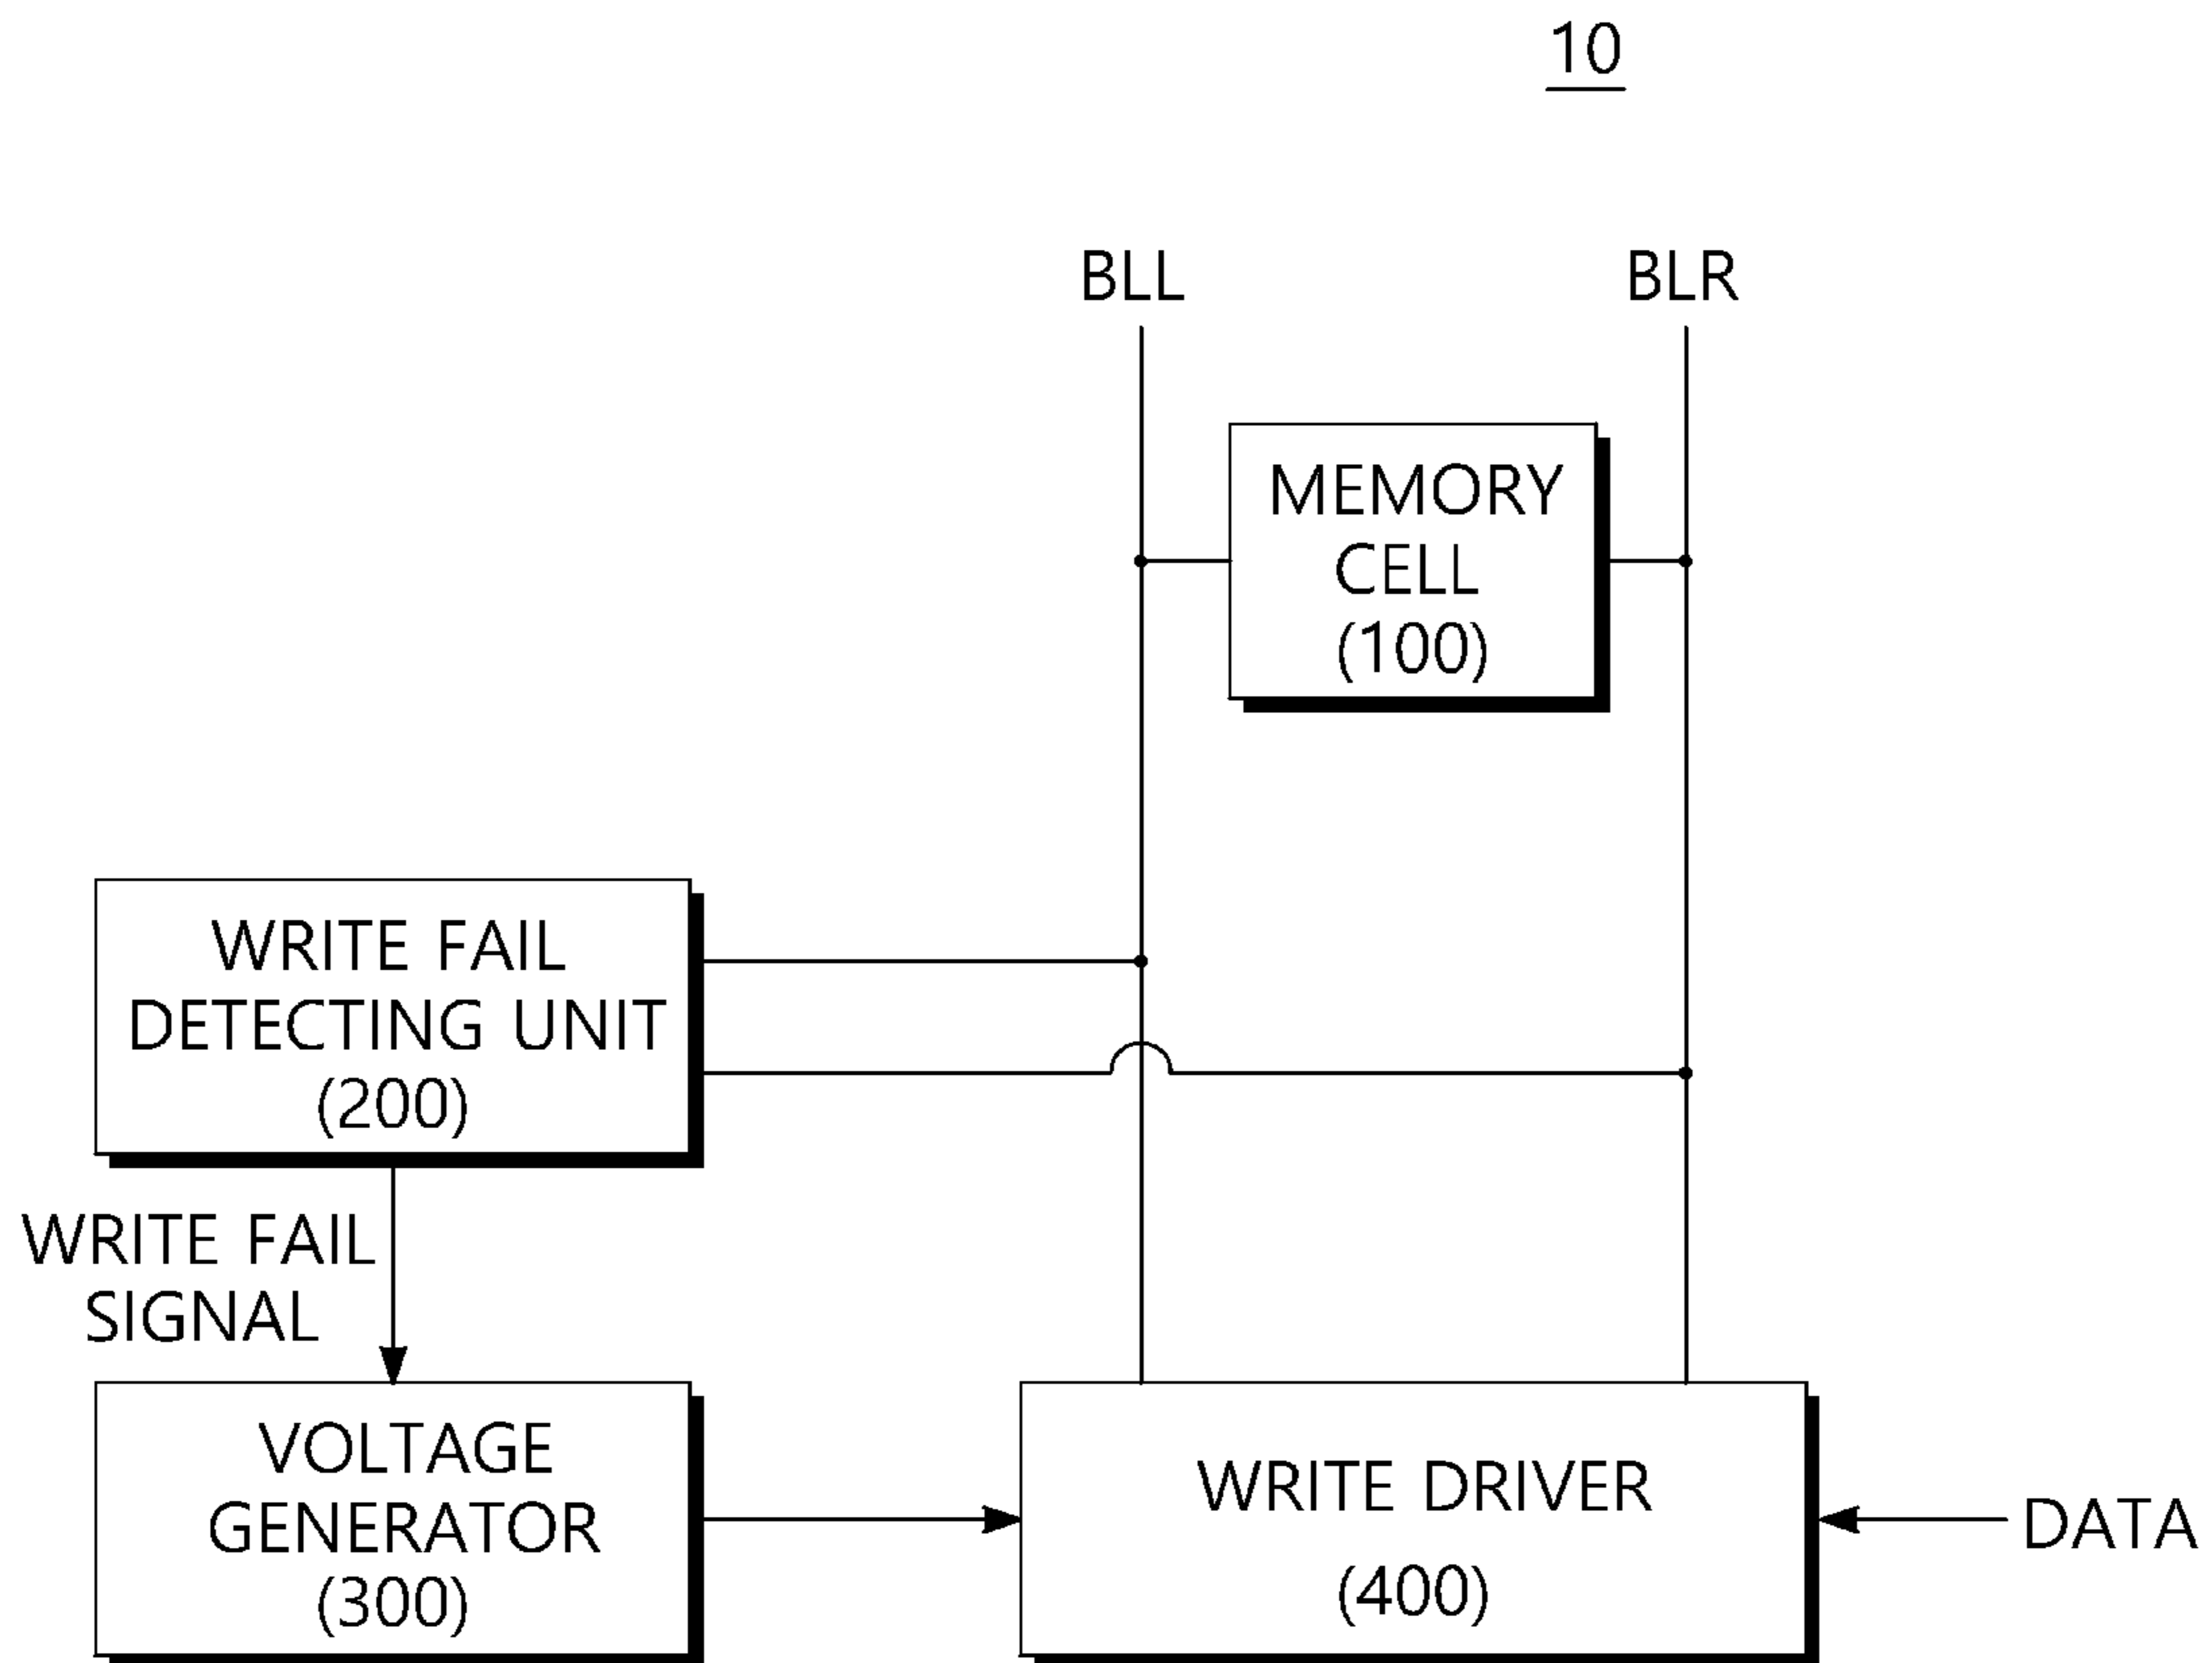 10
BLL
BLR
MEMORY
CELL
(100)
WRITE FAIL
DETECTING UNIT
(200)
WRITE FAIL
SIGNAL
VOLTAGE
GENERATOR
(300)
WRITE DRIVER
(400)
DATA